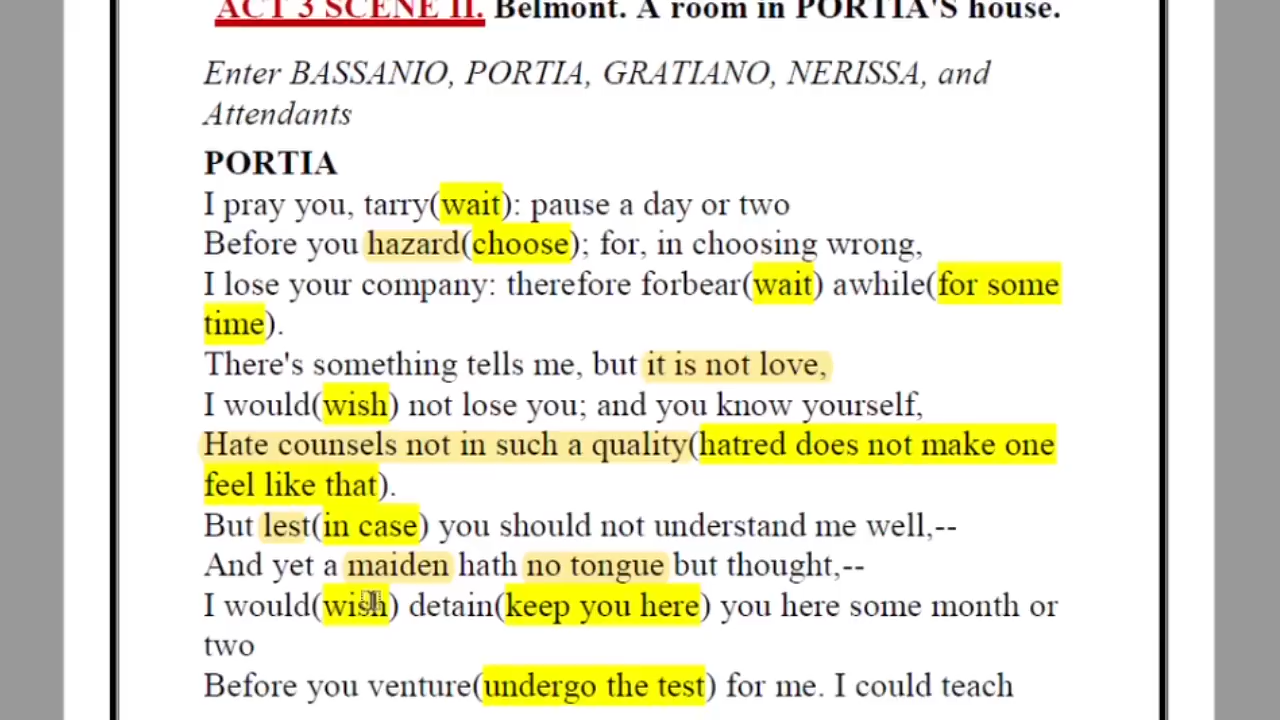 ACT 3 SCENE II. Belmont. A room in PORTIA'S house.
Enter BASSANIO, PORTIA, GRATIANO, NERISSA, and
Attendants
PORTIA
I pray you, tarry(wait): pause a day or two
Before you hazard(choose); for, in choosing wrong,
I lose your company: therefore forbear(wait) awhile(for some
time).
There's something tells me, but it is not love,
I would(wish) not lose you; and you know yourself,
Hate counsels not in such a quality(hatred does not make one
feel like that).
But lest(in case) you should not understand me well,--
And yet a maiden hath no tongue but thought,--
I would(wish) detain(keep you here) you here some month or
two
Before you venture(undergo the test) for me. I could teach